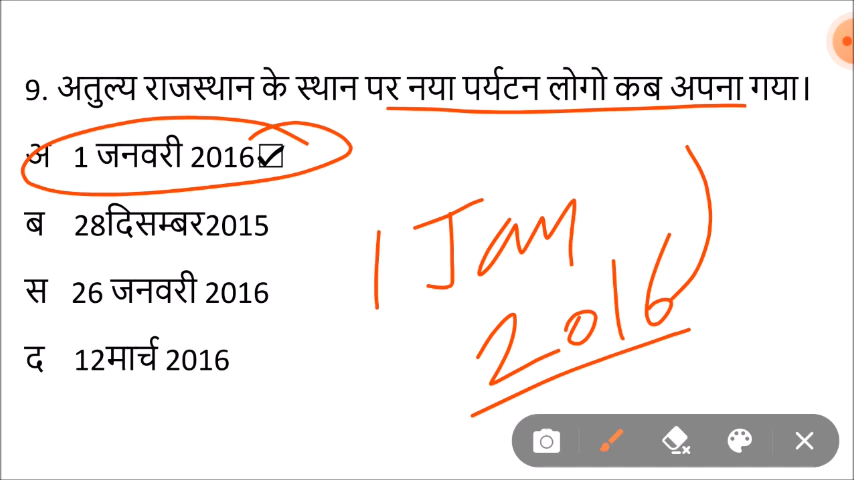 9. अतुल्य राजस्थान के स्थान पर नया पर्यटन लोगो कब अपना गया।
अ 1 जनवरी 2016
ब 28दिसम्बर2015
स 26 जनवरी 2016
द 12मार्च 2016
1 Jan
2016